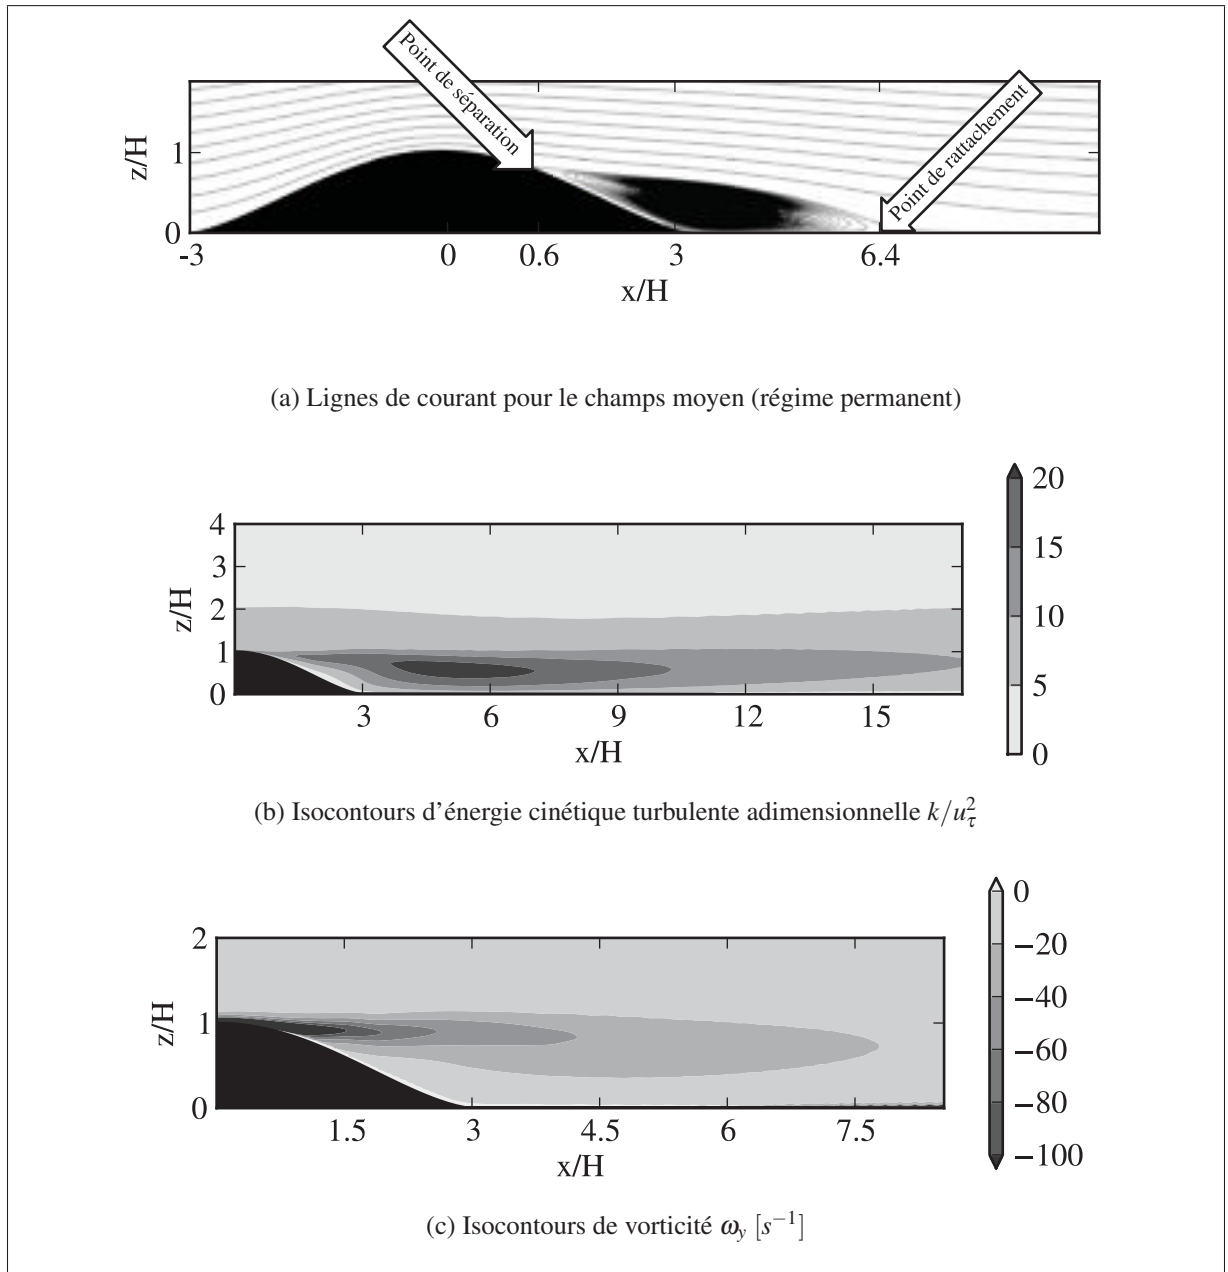 Point de séparation
Point de rattachement
z/H
1
0
-3 0 0.6 3 6.4
x/H
(a) Lignes de courant pour le champs moyen (régime permanent)
4
3
2
1
0
z/H
3 6 9 12 15
x/H
20
15
10
5
0
(b) Isocontours d'énergie cinétique turbulente adimensionnelle k/u_τ^2
2
1
0
z/H
1.5 3 4.5 6 7.5
x/H
0
−20
−40
−60
−80
−100
(c) Isocontours de vorticité ω_y [s^{−1}]